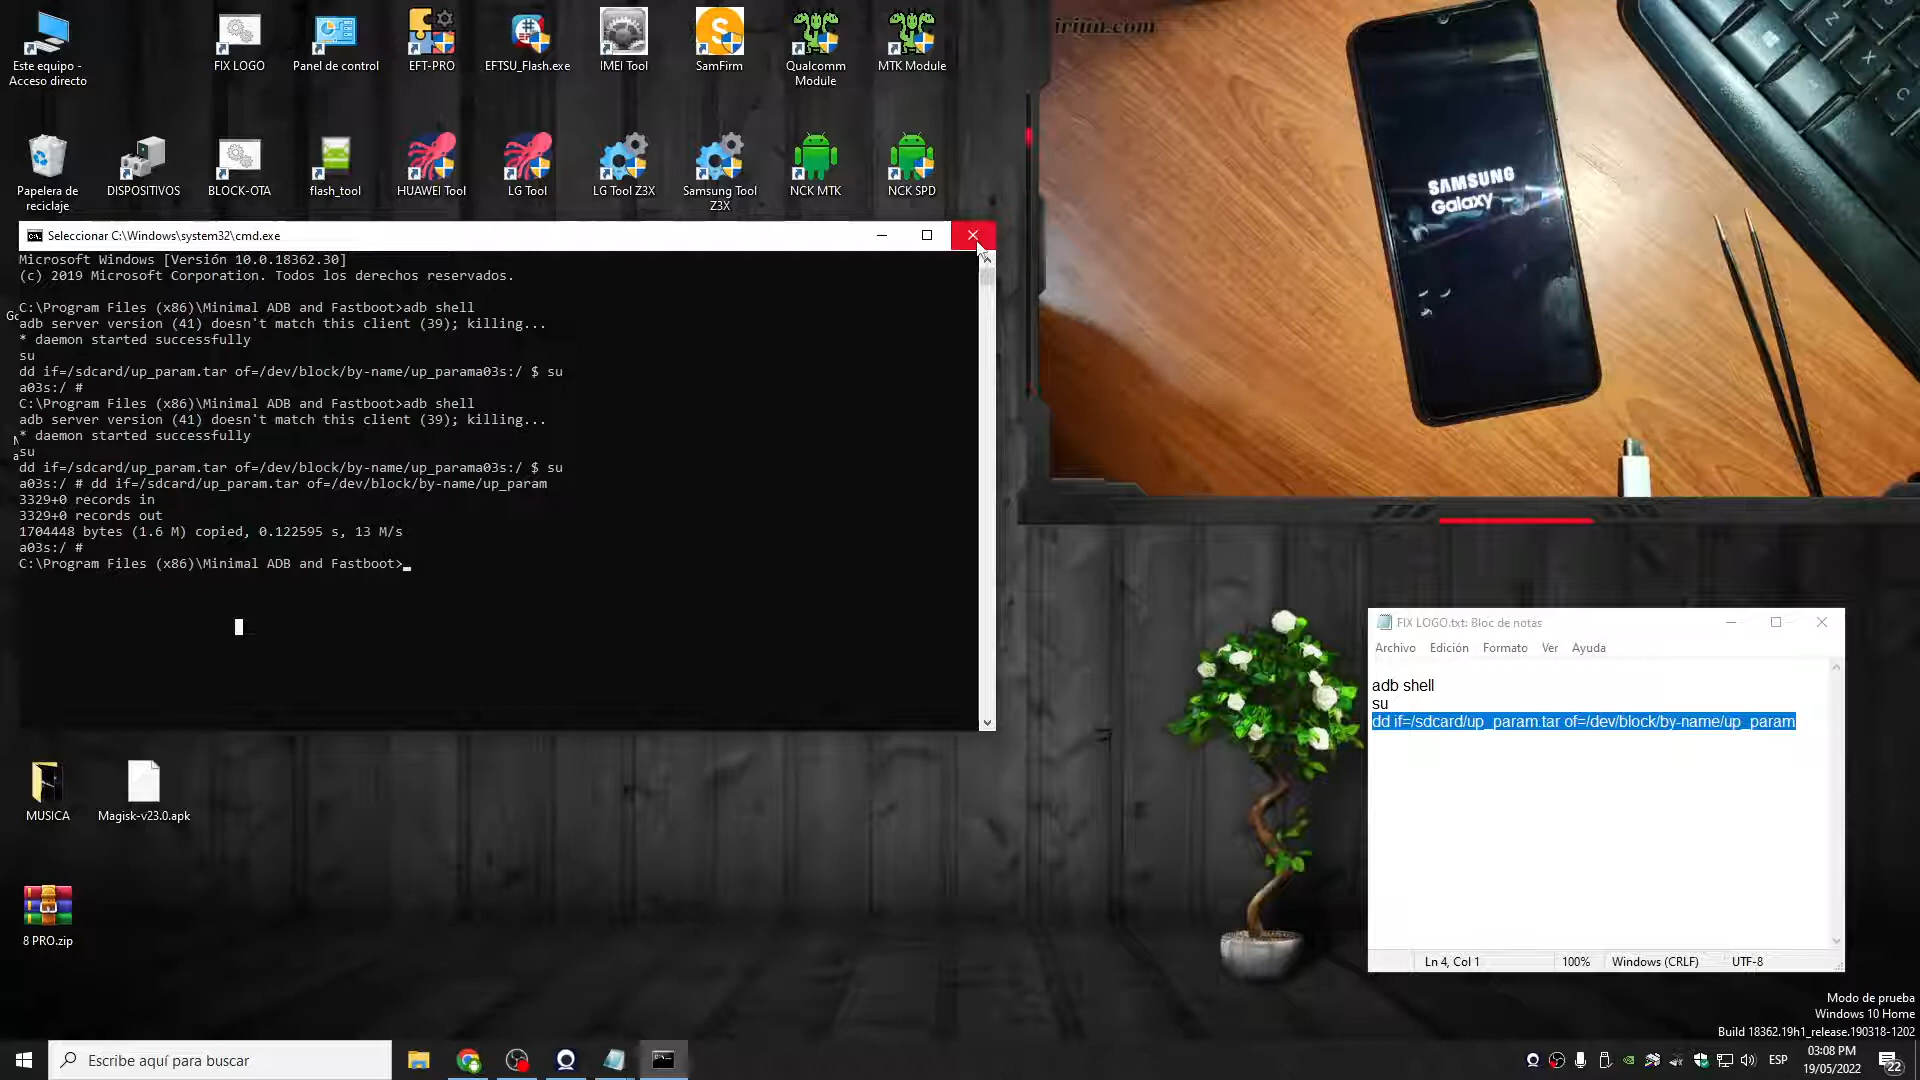 Este equipo -
Acceso directo
FIX LOGO
Panel de control
EFT-PRO
EFTSU_Flash.exe
IMEI Tool
SamFirm
Qualcomm
Module
MTK Module
Papelera de
reciclaje
DISPOSITIVOS
BLOCK-OTA
flash_tool
HUAWEI Tool
LG Tool
LG Tool Z3X
Samsung Tool
Z3X
NCK MTK
NCK SPD
SAMSUNG
Galaxy
Seleccionar C:\Windows\system32\cmd.exe
Microsoft Windows [Versión 10.0.18362.30]
(c) 2019 Microsoft Corporation. Todos los derechos reservados.
C:\Program Files (x86)\Minimal ADB and Fastboot>adb shell
adb server version (41) doesn't match this client (39); killing...
* daemon started successfully
su
dd if=/sdcard/up_param.tar of=/dev/block/by-name/up_parama03s:/ $ su
a03s:/ #
C:\Program Files (x86)\Minimal ADB and Fastboot>adb shell
adb server version (41) doesn't match this client (39); killing...
* daemon started successfully
su
dd if=/sdcard/up_param.tar of=/dev/block/by-name/up_parama03s:/ $ su
a03s:/ # dd if=/sdcard/up_param.tar of=/dev/block/by-name/up_param
3329+0 records in
3329+0 records out
1704448 bytes (1.6 M) copied, 0.122595 s, 13 M/s
a03s:/ #
C:\Program Files (x86)\Minimal ADB and Fastboot>
FIX LOGO.txt: Bloc de notas
Archivo Edición Formato Ver Ayuda
adb shell
su
dd if=/sdcard/up_param.tar of=/dev/block/by-name/up_param
Ln 4, Col 1 100% Windows (CRLF) UTF-8
MUSICA
Magisk-v23.0.apk
8 PRO.zip
Modo de prueba
Windows 10 Home
Build 18362.19h1_release.190318-1202
Escribe aquí para buscar
ESP
03:08 PM
19/05/2022
22